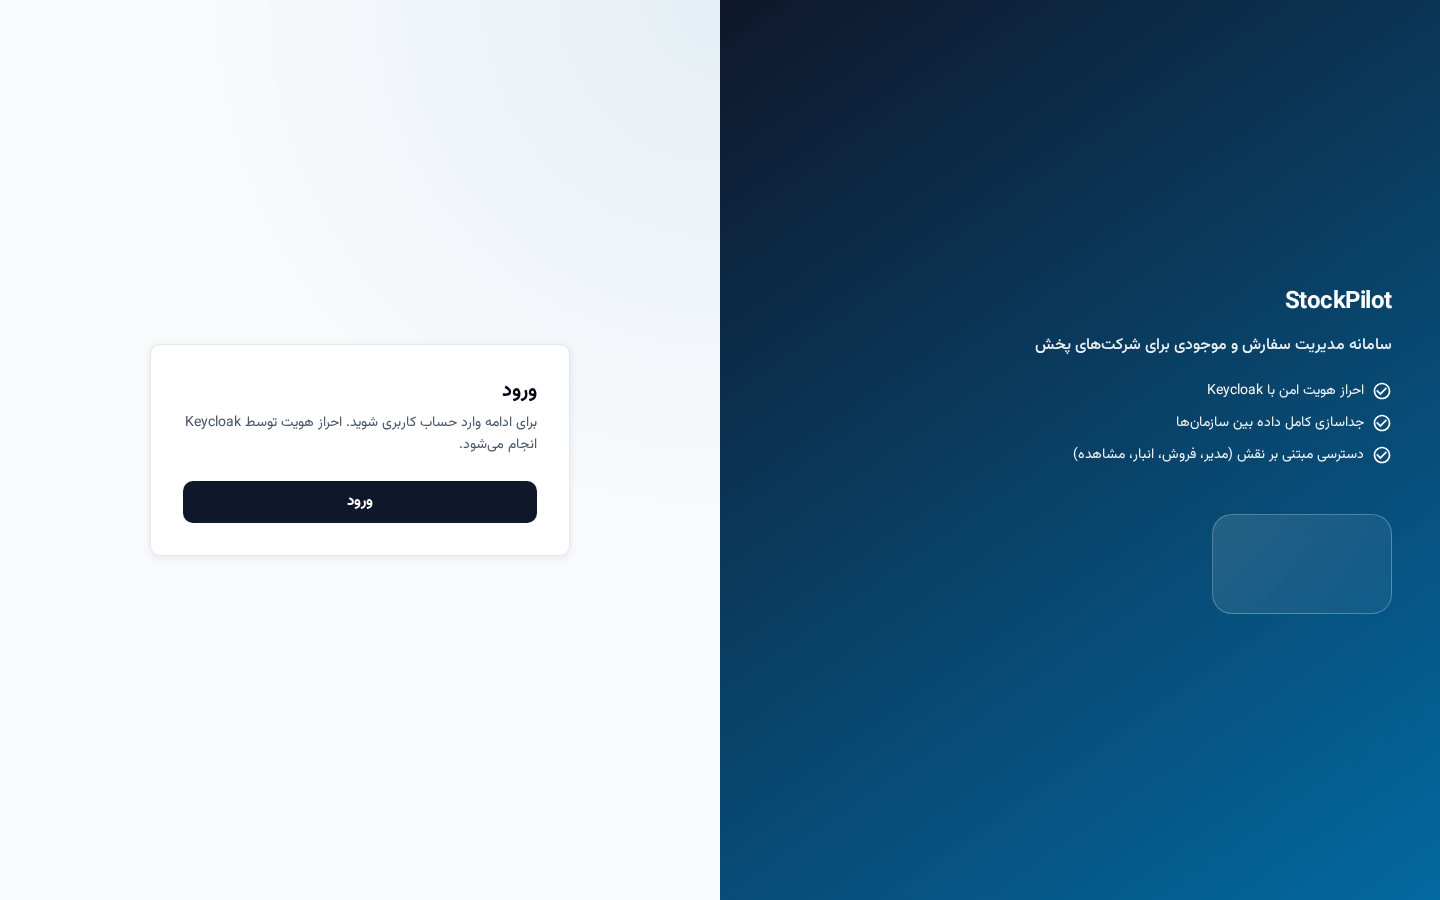 StockPilot
سامانه مدیریت سفارش و موجودی برای شرکت‌های پخش
احراز هویت امن با Keycloak
جداسازی کامل داده بین سازمان‌ها
دسترسی مبتنی بر نقش (مدیر، فروش، انبار، مشاهده)
ورود
برای ادامه وارد حساب کاربری شوید. احراز هویت توسط Keycloak
انجام می‌شود.
ورود